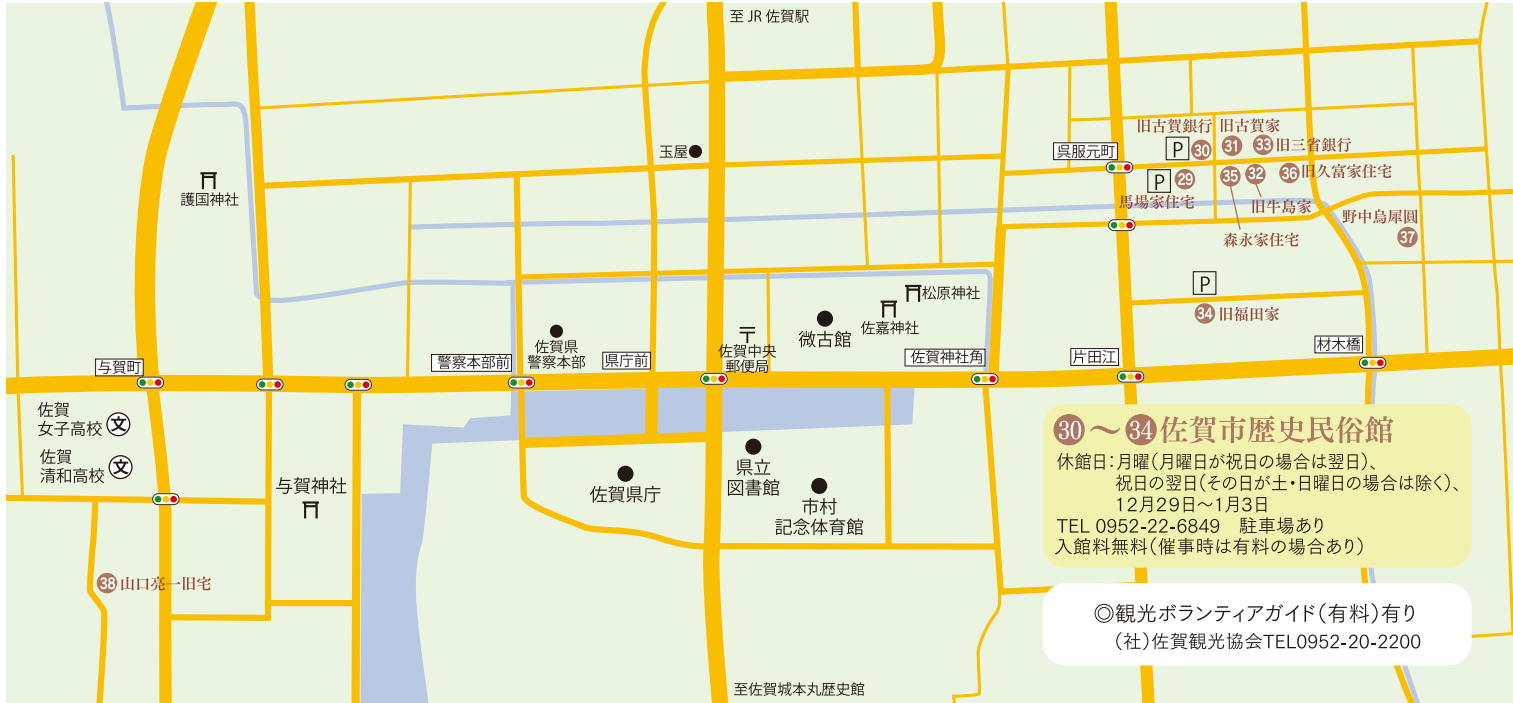 至JR佐賀駅
玉屋
護国神社
呉服元町
旧古賀銀行
旧古賀家
P
30
31
33
旧三省銀行
P
29
35
32
36
旧久富家住宅
馬場家住宅
旧牛島家
森永家住宅
野中烏犀圓
37
P
34
旧福田家
松原神社
佐嘉神社
微古館
〒
佐賀中央
郵便局
佐賀県
警察本部
与賀町
警察本部前
県庁前
佐賀神社角
片田江
材木橋
佐賀
女子高校
文
佐賀
清和高校
文
与賀神社
佐賀県庁
県立
図書館
市村
記念体育館
38
山口亮一旧宅
至佐賀城本丸歴史館
30〜34佐賀市歴史民俗館
休館日:月曜(月曜日が祝日の場合は翌日)、
祝日の翌日(その日が土・日曜日の場合は除く)、
12月29日〜1月3日
TEL 0952-22-6849 駐車場あり
入館料無料(催事時は有料の場合あり)
◎観光ボランティアガイド(有料)有り
(社)佐賀観光協会TEL0952-20-2200